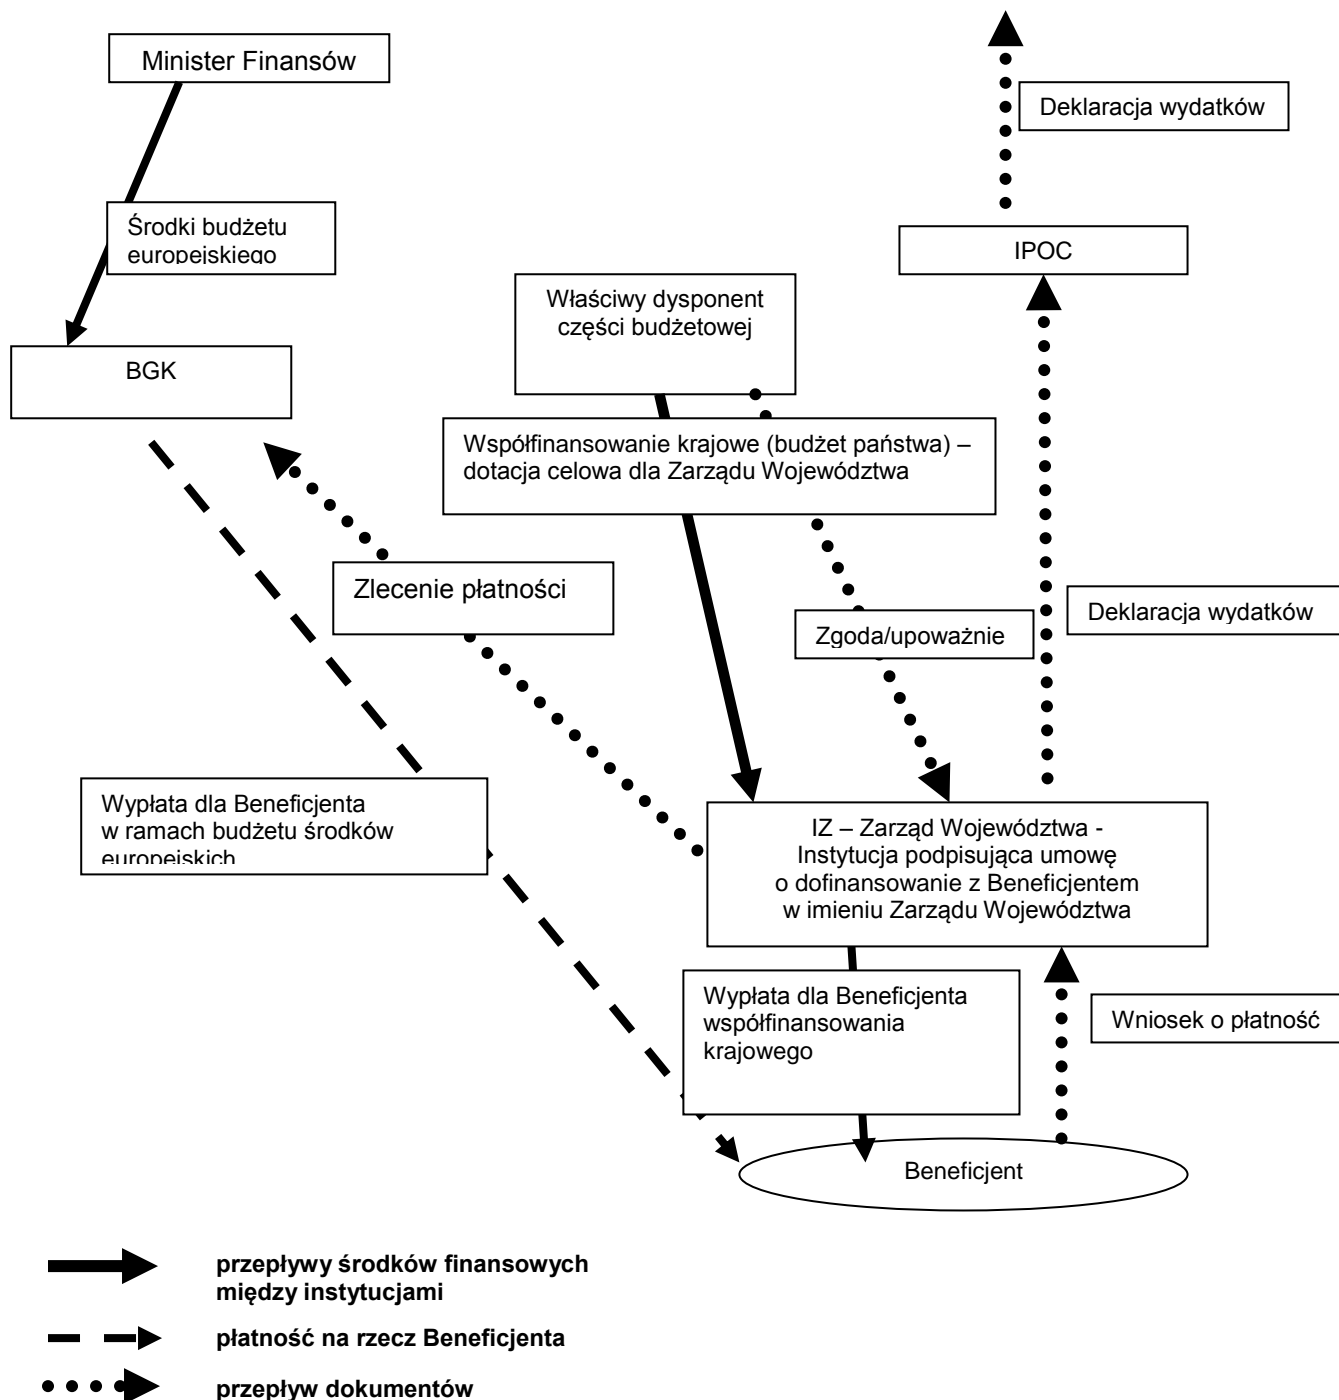 Minister Finansów
Deklaracja wydatków
Środki budżetu
europejskiego
IPOC
Właściwy dysponent
części budżetowej
BGK
Współfinansowanie krajowe (budżet państwa) –
dotacja celowa dla Zarządu Województwa
Zlecenie płatności
Zgoda/upoważnie
Deklaracja wydatków
Wypłata dla Beneficjenta
w ramach budżetu środków
europejskich
IZ – Zarząd Województwa -
Instytucja podpisująca umowę
o dofinansowanie z Beneficjentem
w imieniu Zarządu Województwa
Wypłata dla Beneficjenta
współfinansowania
krajowego
Wniosek o płatność
Beneficjent
przepływy środków finansowych
między instytucjami
płatność na rzecz Beneficjenta
przepływ dokumentów